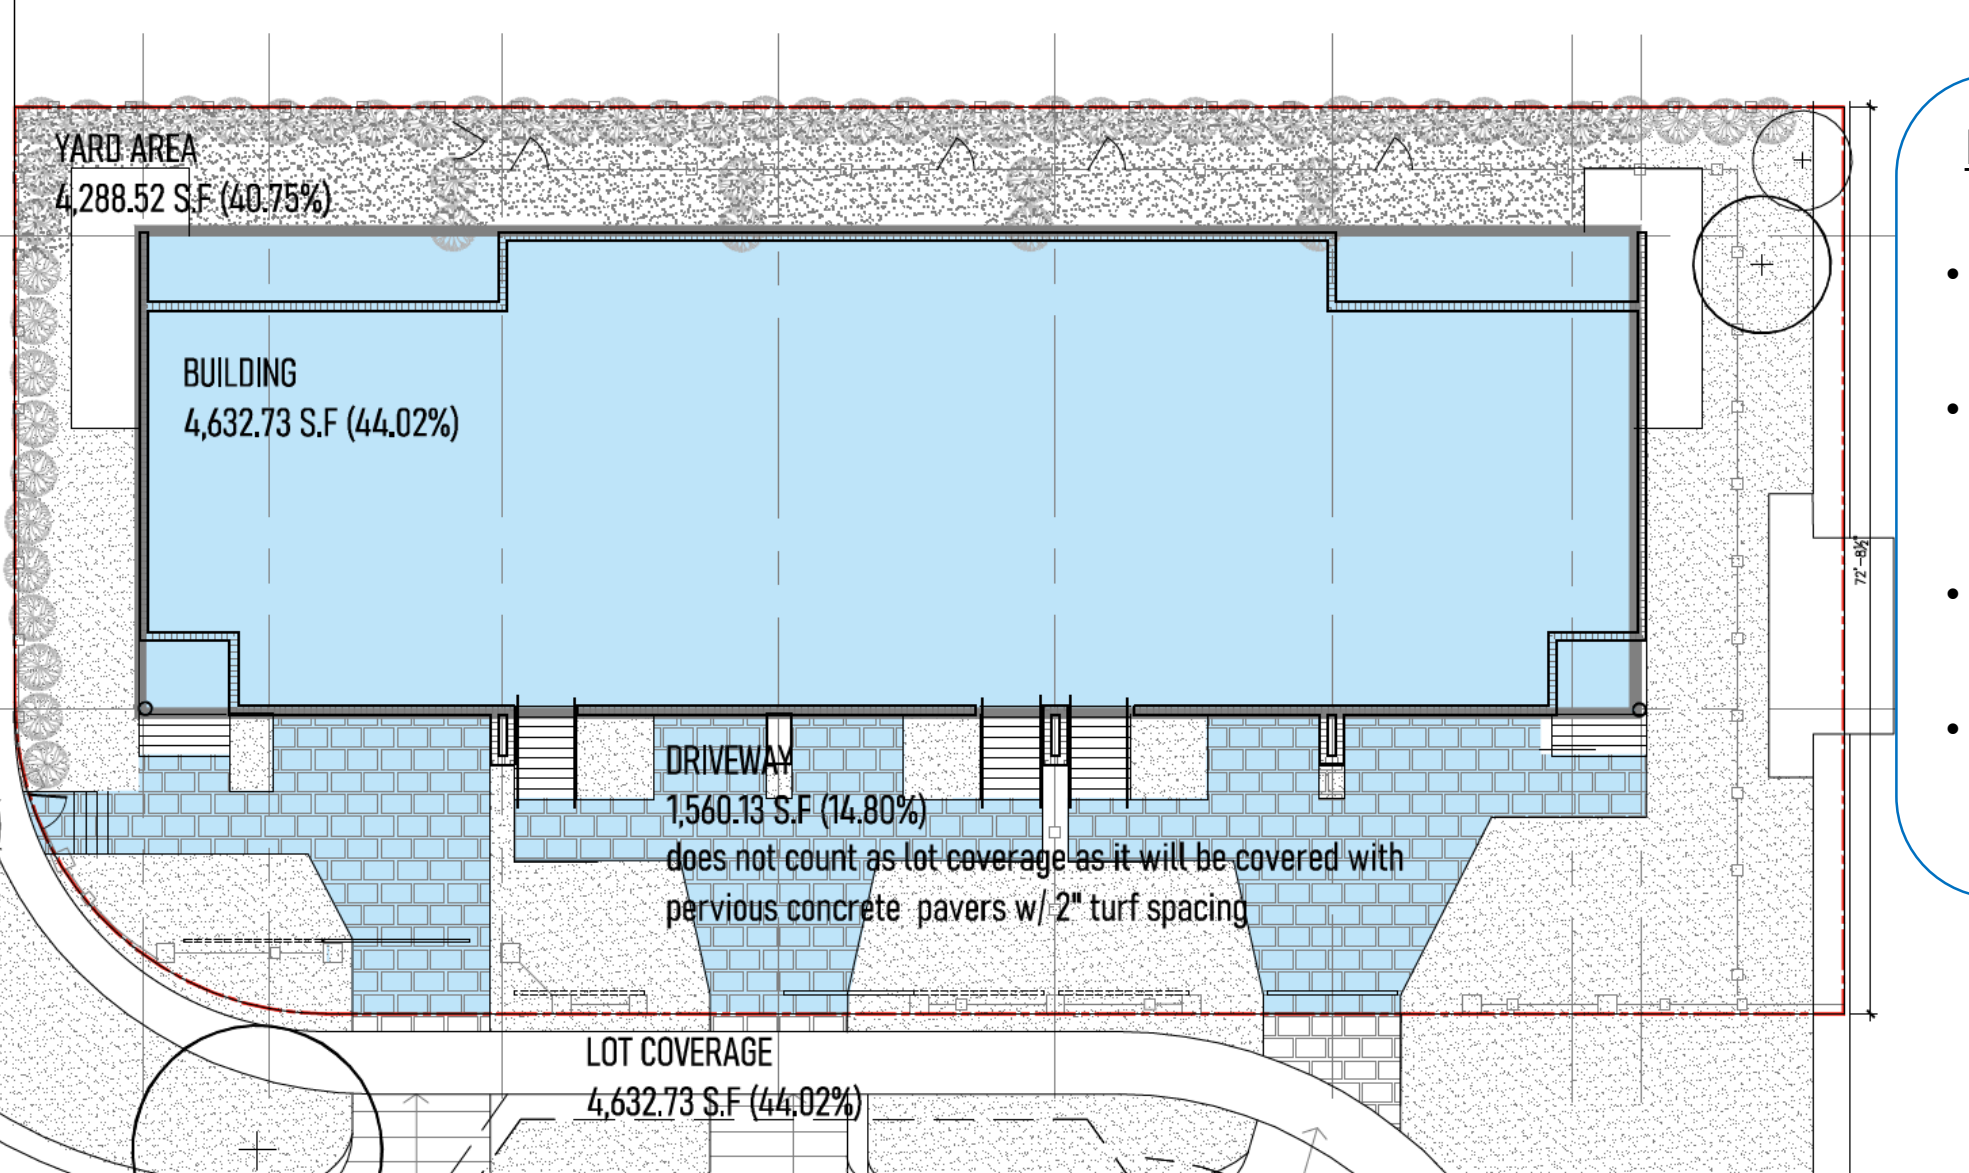 YARD AREA
4,288.52 S.F (40.75%)
BUILDING
4,632.73 S.F (44.02%)
72'-8½"
DRIVEWAY
1,560.13 S.F (14.80%)
does not count as lot coverage as it will be covered with
pervious concrete pavers w/ 2" turf spacing
LOT COVERAGE
4,632.73 S.F (44.02%)